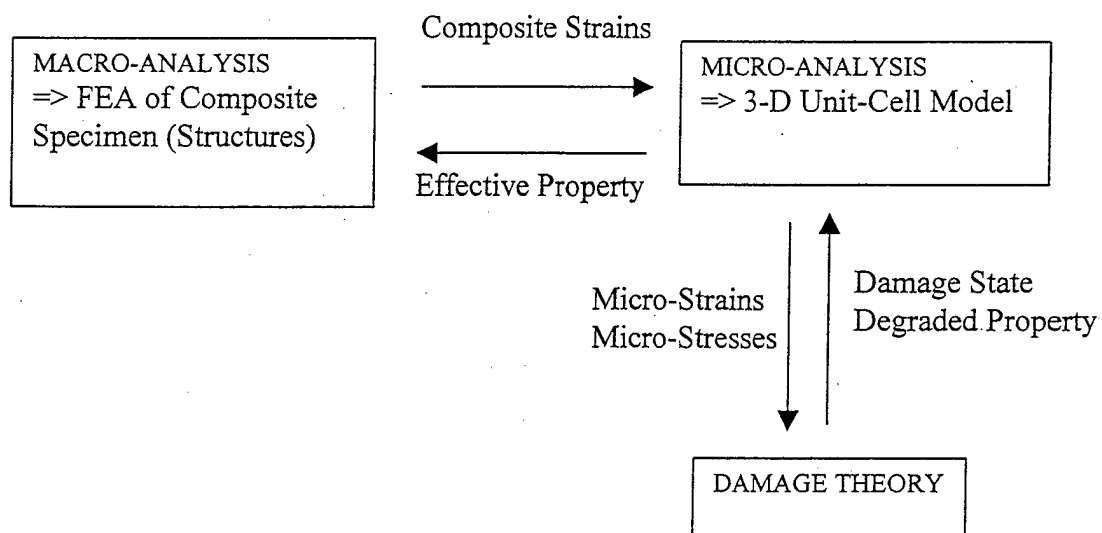 Composite Strains
MACRO-ANALYSIS
=> FEA of Composite
Specimen (Structures)
MICRO-ANALYSIS
=> 3-D Unit-Cell Model
Effective Property
Micro-Strains
Micro-Stresses
Damage State
Degraded Property
DAMAGE THEORY